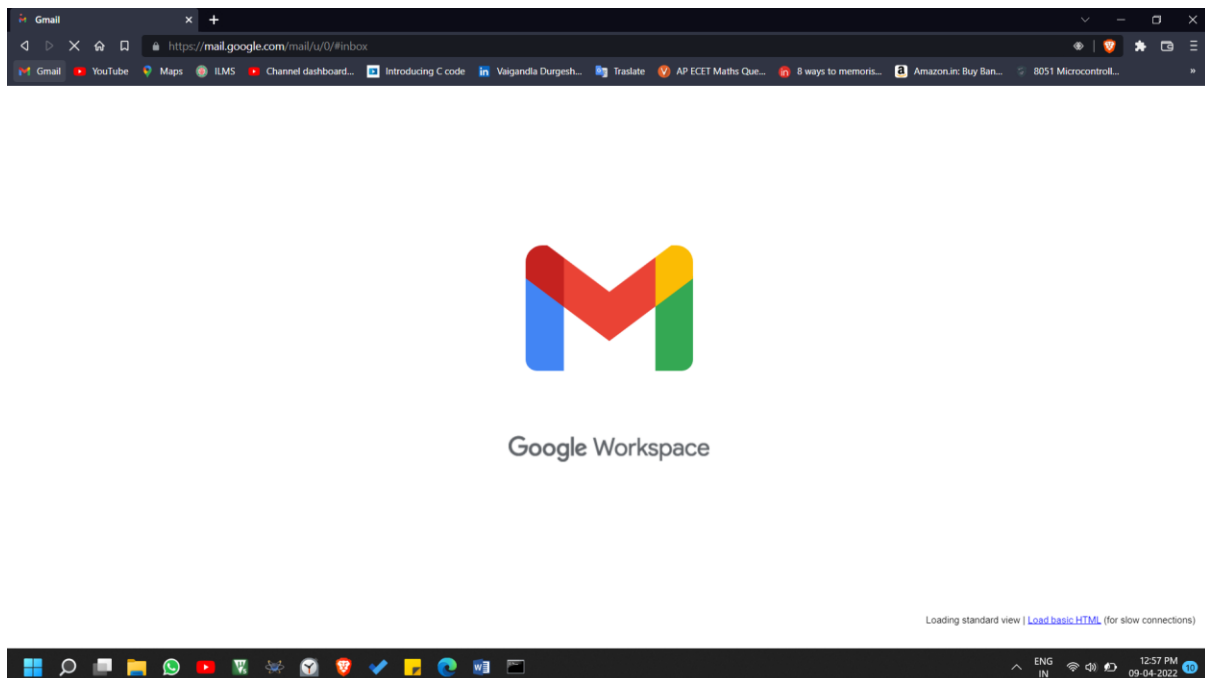 Gmail
https://mail.google.com/mail/u/0/#inbox
Gmail YouTube Maps ILMS Channel dashboard... Introducing C code Vaigandla Durgesh... Traslate AP ECET Maths Que... 8 ways to memoris... Amazon.in: Buy Ban... 8051 Microcontroll... »
Google Workspace
Loading standard view | Load basic HTML (for slow connections)
ENG 12:57 PM
IN 09-04-2022 10